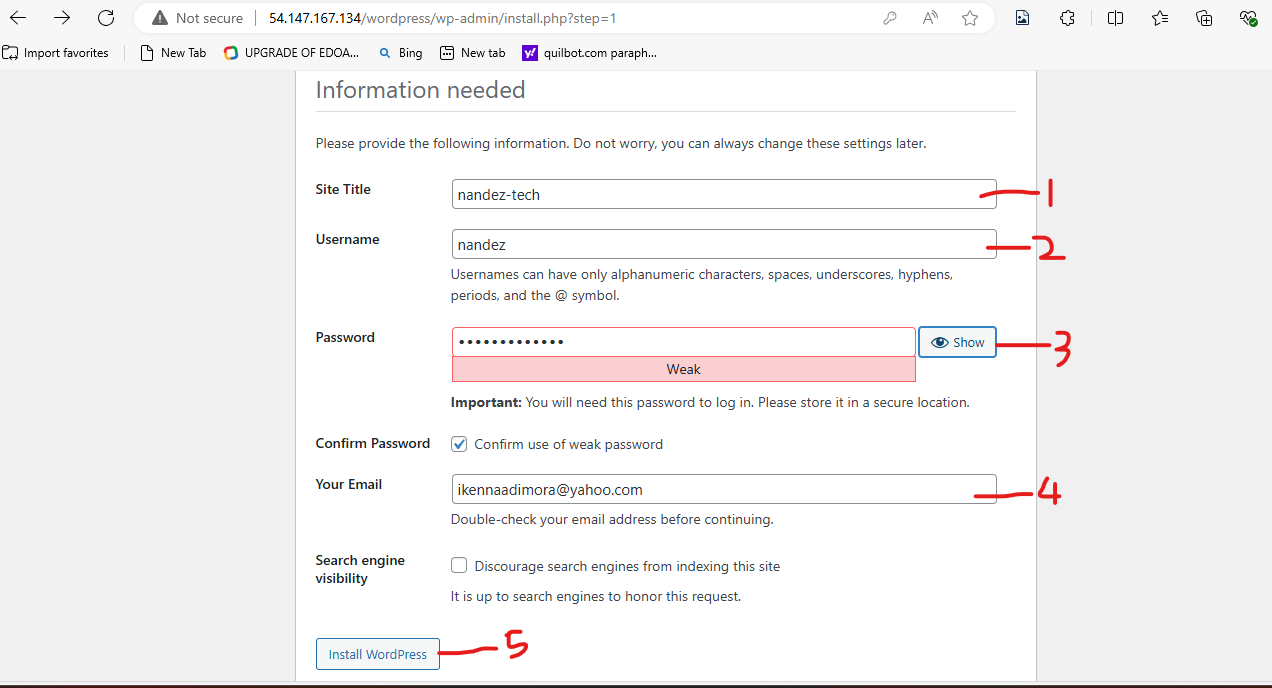 Not secure 54.147.167.134/wordpress/wp-admin/install.php?step=1
Import favorites New Tab UPGRADE OF EDOA... Bing New tab quilbot.com paraph...
Information needed
Please provide the following information. Do not worry, you can always change these settings later.
Site Title nandez-tech 1
Username nandez 2
Usernames can have only alphanumeric characters, spaces, underscores, hyphens,
periods, and the @ symbol.
Password ••••••••••••• Show 3
Weak
Important: You will need this password to log in. Please store it in a secure location.
Confirm Password Confirm use of weak password
Your Email ikennaadimora@yahoo.com 4
Double-check your email address before continuing.
Search engine
visibility
Discourage search engines from indexing this site
It is up to search engines to honor this request.
Install WordPress 5